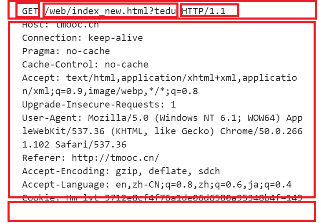 GET /web/index_new.html?tedu HTTP/1.1
Host: tmooc.cn
Connection: keep-alive
Pragma: no-cache
Cache-Control: no-cache
Accept: text/html,application/xhtml+xml,applicatio
n/xml;q=0.9,image/webp,*/*;q=0.8
Upgrade-Insecure-Requests: 1
User-Agent: Mozilla/5.0 (Windows NT 6.1; WOW64) App
leWebKit/537.36 (KHTML, like Gecko) Chrome/50.0.266
1.102 Safari/537.36
Referer: http://tmooc.cn/
Accept-Encoding: gzip, deflate, sdch
Accept-Language: en,zh-CN;q=0.8,zh;q=0.6,ja;q=0.4
Cookie: